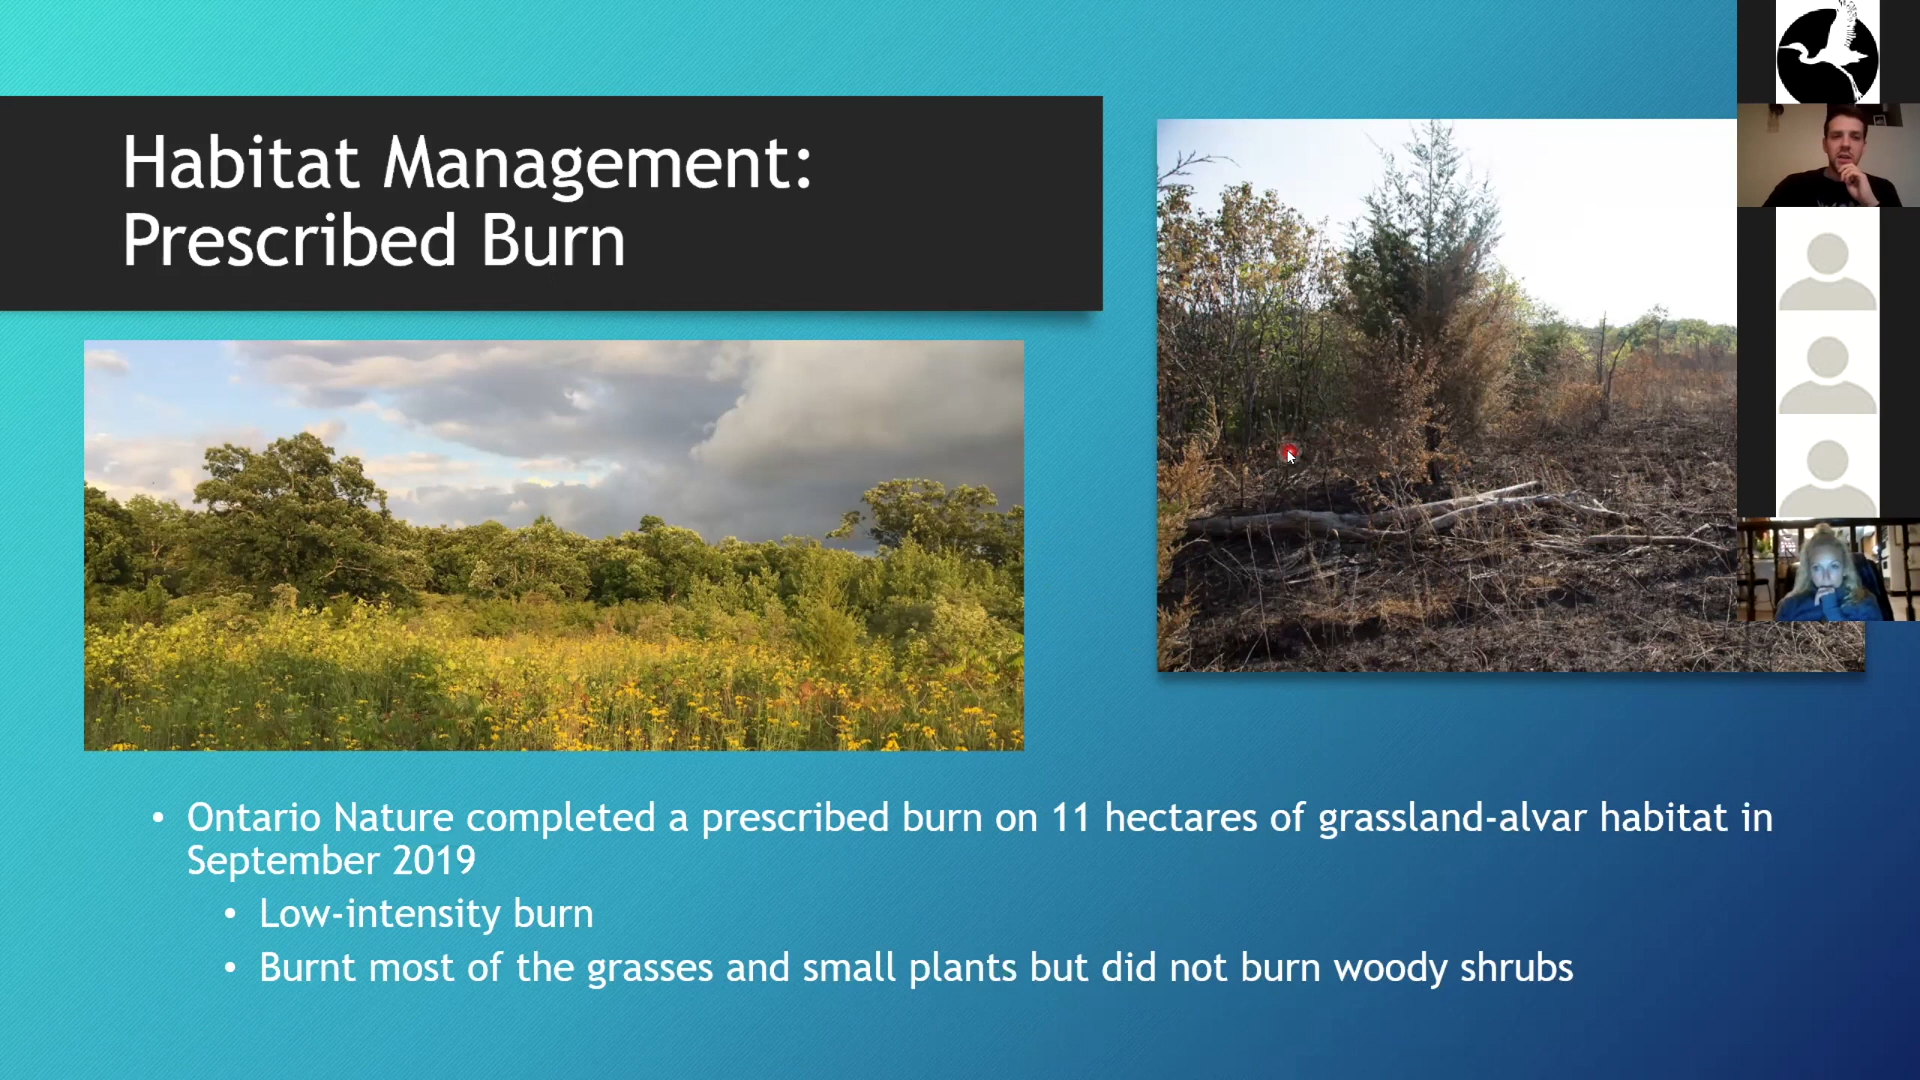 Habitat Management:
Prescribed Burn
• Ontario Nature completed a prescribed burn on 11 hectares of grassland-alvar habitat in
September 2019
• Low-intensity burn
• Burnt most of the grasses and small plants but did not burn woody shrubs